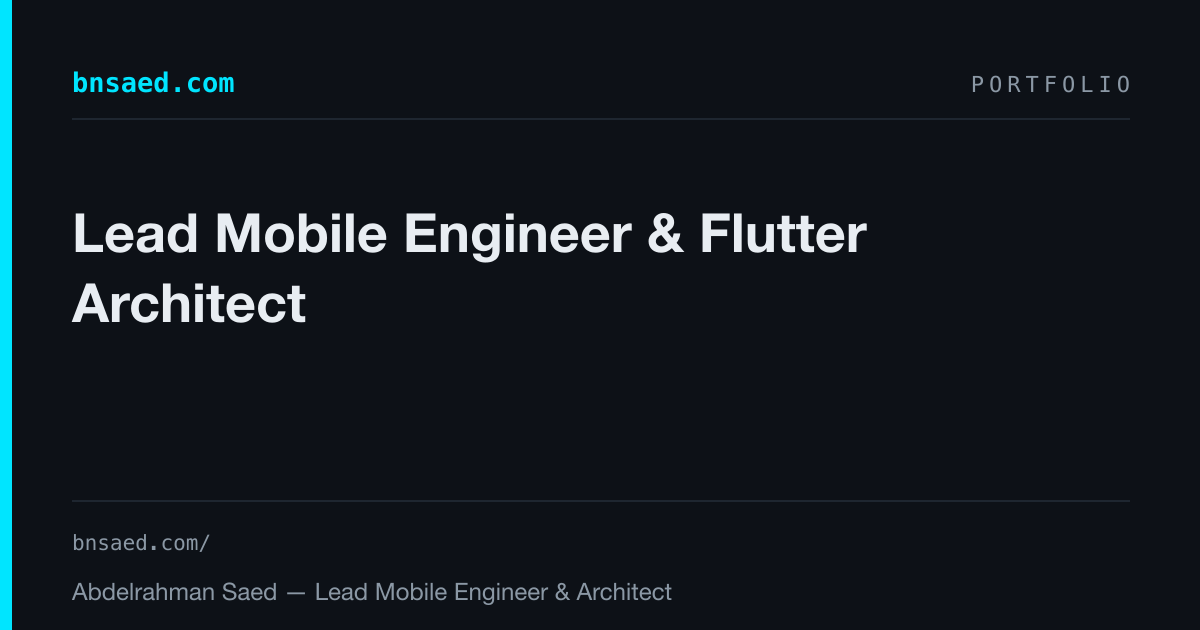 bnsaed.com
PORTFOLIO
Lead Mobile Engineer & Flutter
Architect
bnsaed.com/
Abdelrahman Saed — Lead Mobile Engineer & Architect